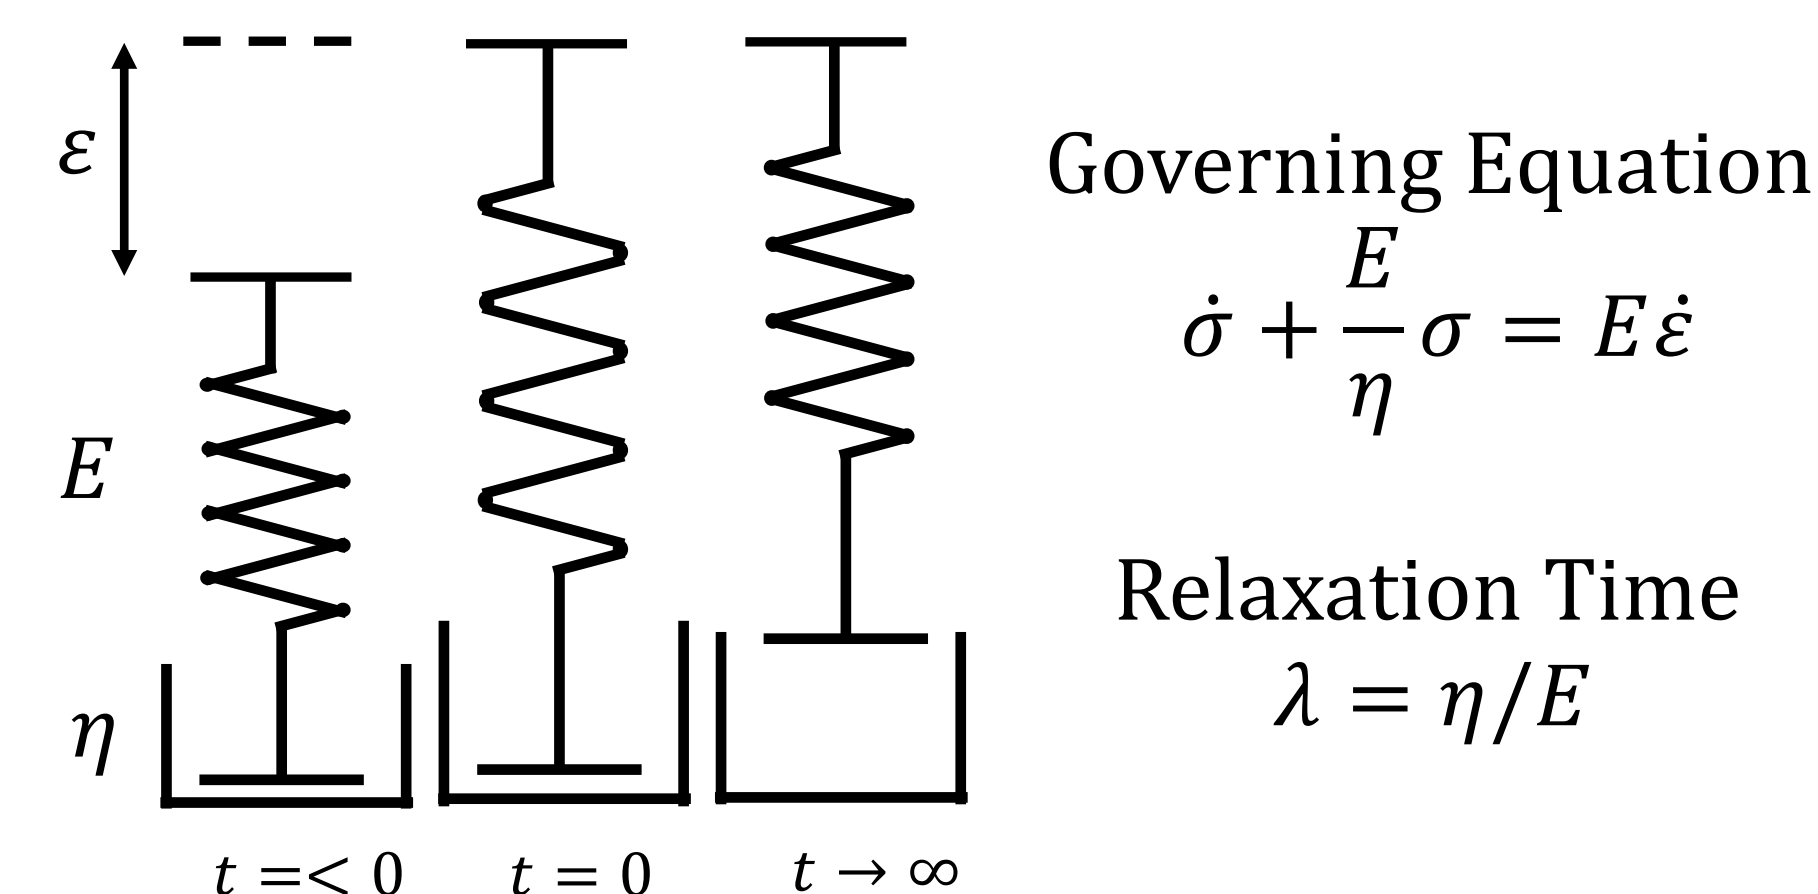 ε
E
η
t =< 0
t = 0
t → ∞
Governing Equation
σ̇ + E/η σ = E ε̇
Relaxation Time
λ = η/E